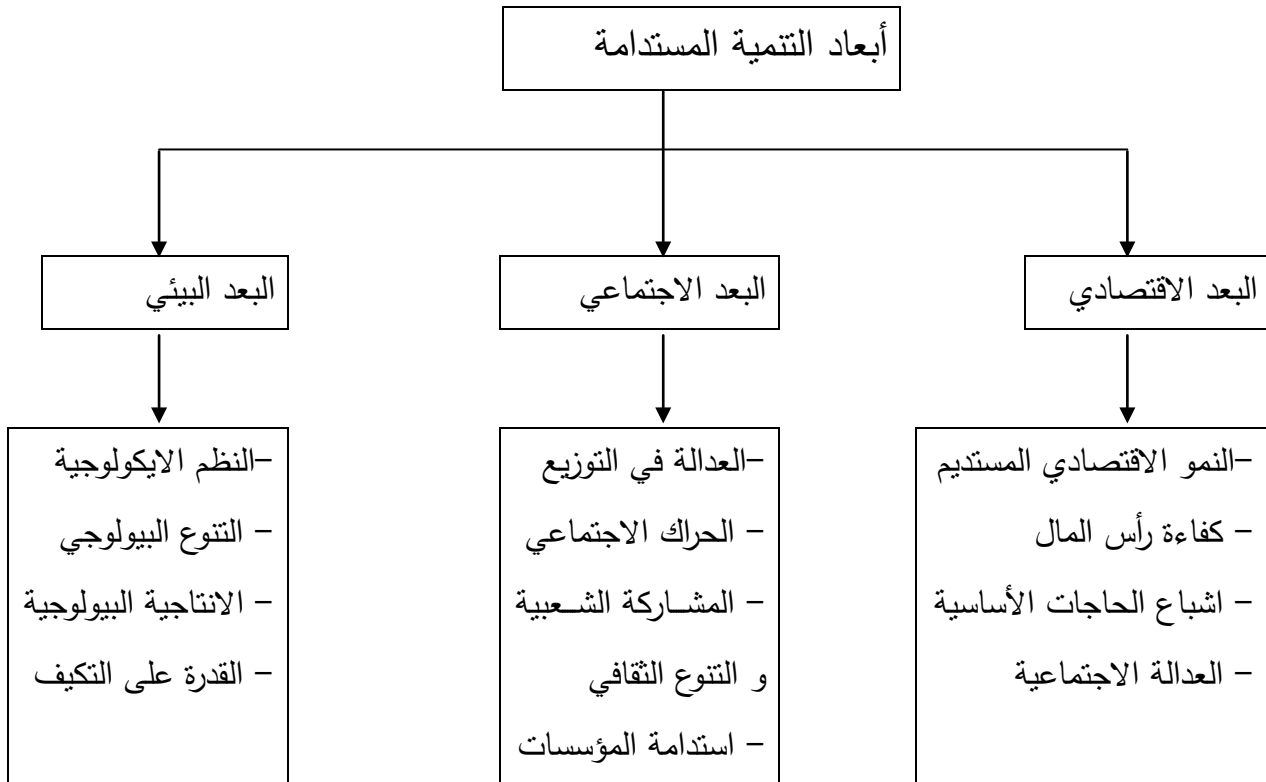 أبعاد التنمية المستدامة
البعد الاقتصادي
البعد الاجتماعي
البعد البيئي
–النمو الاقتصادي المستديم
– كفاءة رأس المال
– اشباع الحاجات الأساسية
– العدالة الاجتماعية
–العدالة في التوزيع
– الحراك الاجتماعي
– المشــاركة الشــعبية
و التنوع الثقافي
– استدامة المؤسسات
–النظم الايكولوجية
– التنوع البيولوجي
– الانتاجية البيولوجية
– القدرة على التكيف